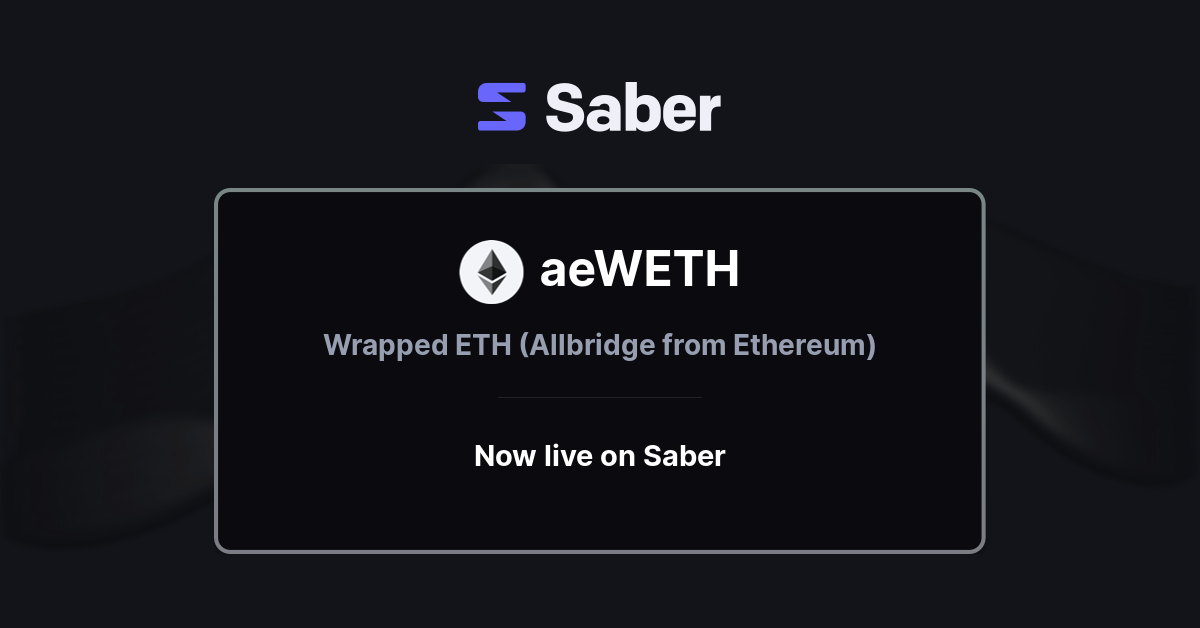 Saber
aeWETH
Wrapped ETH (Allbridge from Ethereum)
Now live on Saber